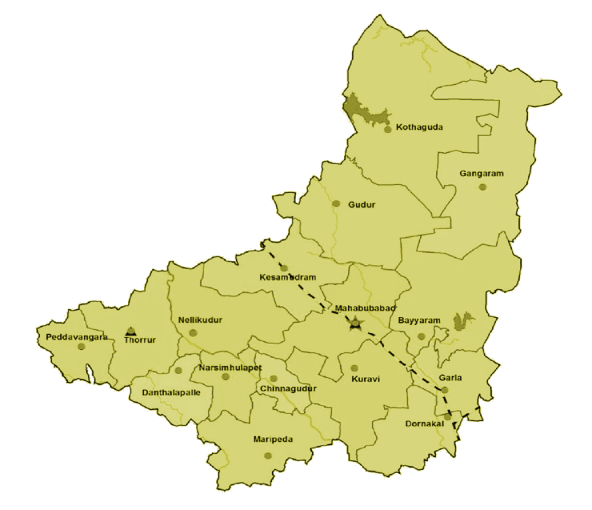 Kothaguda
Gangaram
Gudur
Kesamudram
Mahabubabad
Nellikudur
Bayyaram
Peddavangara
Thorrur
Narsimhulapet
Garla
Kuravi
Danthalapalle
Chinnagudur
Dornakal
Maripeda